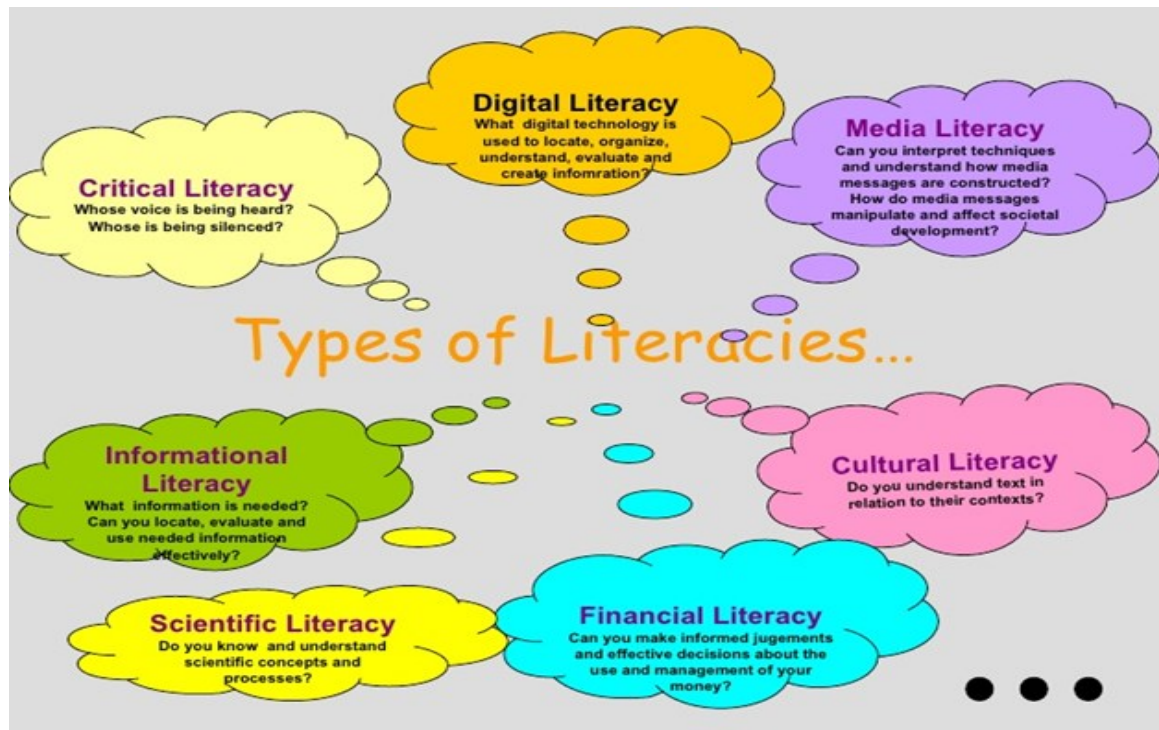 Digital Literacy
What digital technology is
used to locate, organize,
understand, evaluate and
create infomration?
Media Literacy
Can you interpret techniques
and understand how media
messages are constructed?
How do media messages
manipulate and affect societal
development?
Critical Literacy
Whose voice is being heard?
Whose is being silenced?
Types of Literacies...
Informational
Literacy
What information is needed?
Can you locate, evaluate and
use needed information
effectively?
Cultural Literacy
Do you understand text in
relation to their contexts?
Scientific Literacy
Do you know and understand
scientific concepts and
processes?
Financial Literacy
Can you make informed jugements
and effective decisions about the
use and management of your
money?